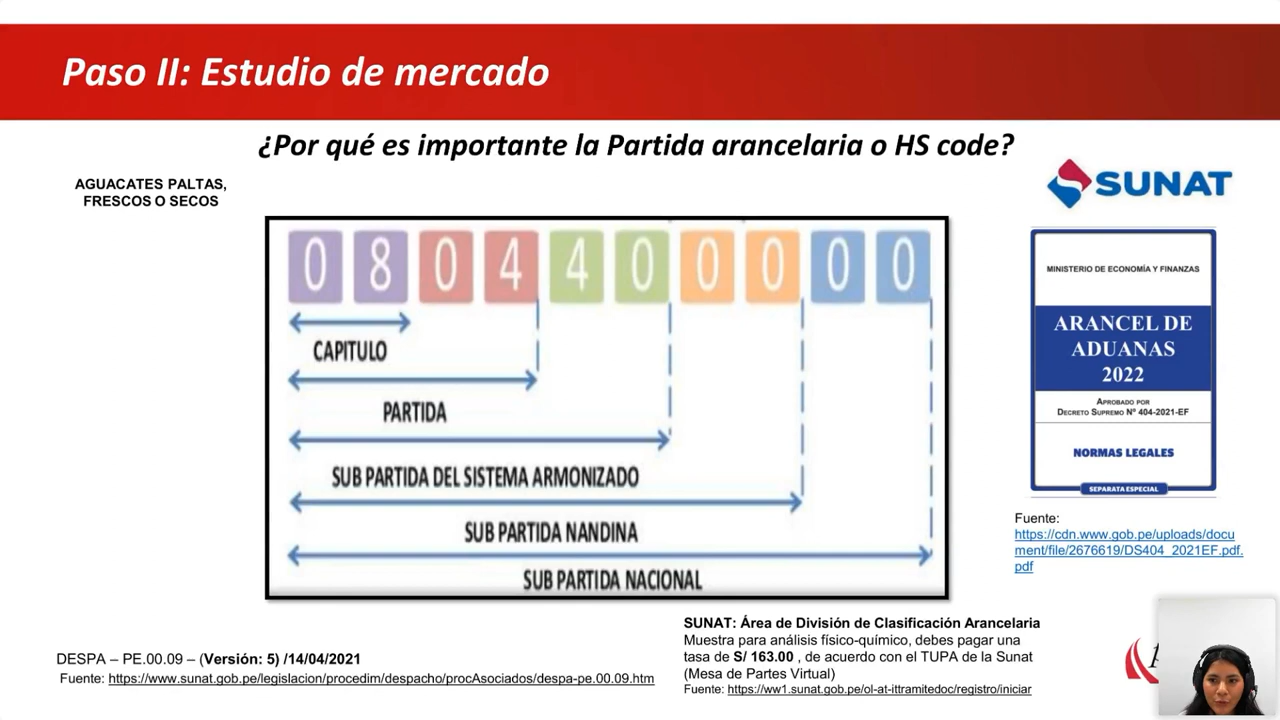 Paso II: Estudio de mercado
¿Por qué es importante la Partida arancelaria o HS code?
AGUACATES PALTAS,
FRESCOS O SECOS
0 8 0 4 4 0 0 0 0 0
CAPITULO
PARTIDA
SUB PARTIDA DEL SISTEMA ARMONIZADO
SUB PARTIDA NANDINA
SUB PARTIDA NACIONAL
SUNAT
MINISTERIO DE ECONOMÍA Y FINANZAS
ARANCEL DE
ADUANAS
2022
APROBADO POR
DECRETO SUPREMO Nº 404-2021-EF
NORMAS LEGALES
SEPARATA ESPECIAL
Fuente:
https://cdn.www.gob.pe/uploads/docu
ment/file/2676619/DS404_2021EF.pdf.
pdf
SUNAT: Área de División de Clasificación Arancelaria
Muestra para análisis físico-químico, debes pagar una
tasa de S/ 163.00 , de acuerdo con el TUPA de la Sunat
(Mesa de Partes Virtual)
Fuente: https://ww1.sunat.gob.pe/ol-at-ittramitedoc/registro/iniciar
DESPA – PE.00.09 – (Versión: 5) /14/04/2021
Fuente: https://www.sunat.gob.pe/legislacion/procedim/despacho/procAsociados/despa-pe.00.09.htm